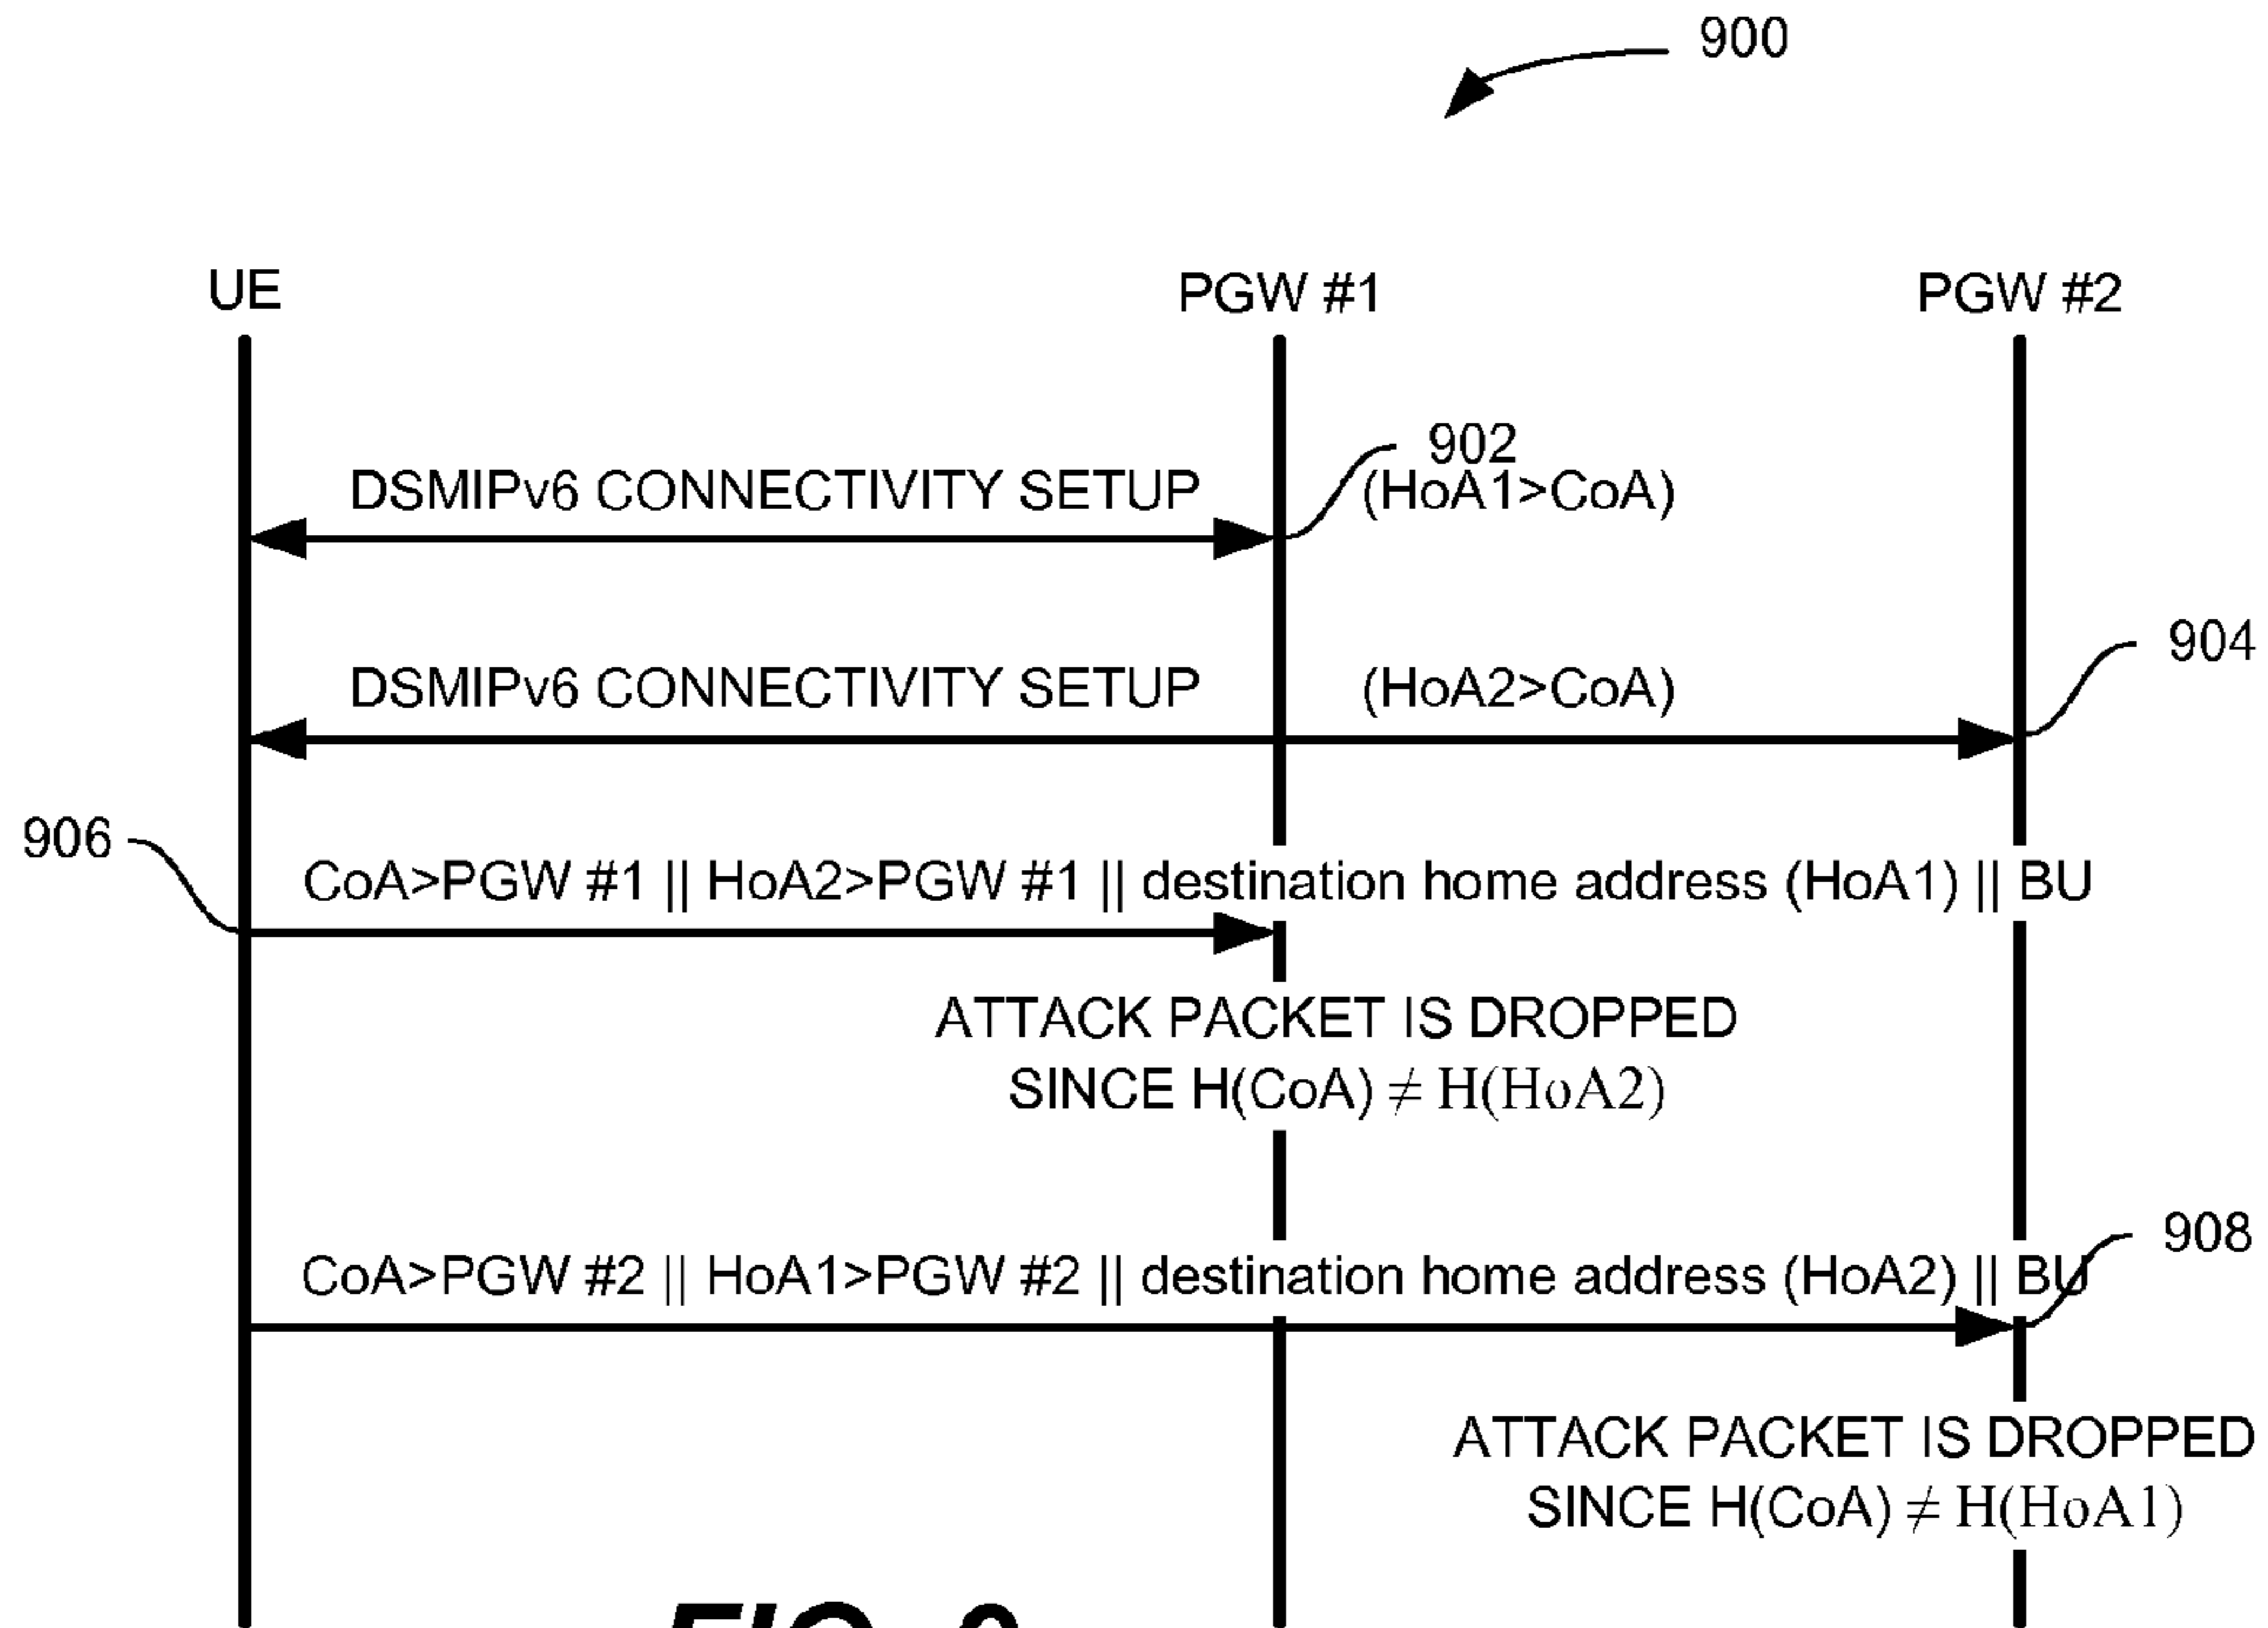 900
UE
PGW #1
PGW #2
902
DSMIPv6 CONNECTIVITY SETUP (HoA1>CoA)
904
DSMIPv6 CONNECTIVITY SETUP (HoA2>CoA)
906
CoA>PGW #1 || HoA2>PGW #1 || destination home address (HoA1) || BU
ATTACK PACKET IS DROPPED
SINCE H(CoA) ≠ H(HoA2)
908
CoA>PGW #2 || HoA1>PGW #2 || destination home address (HoA2) || BU
ATTACK PACKET IS DROPPED
SINCE H(CoA) ≠ H(HoA1)